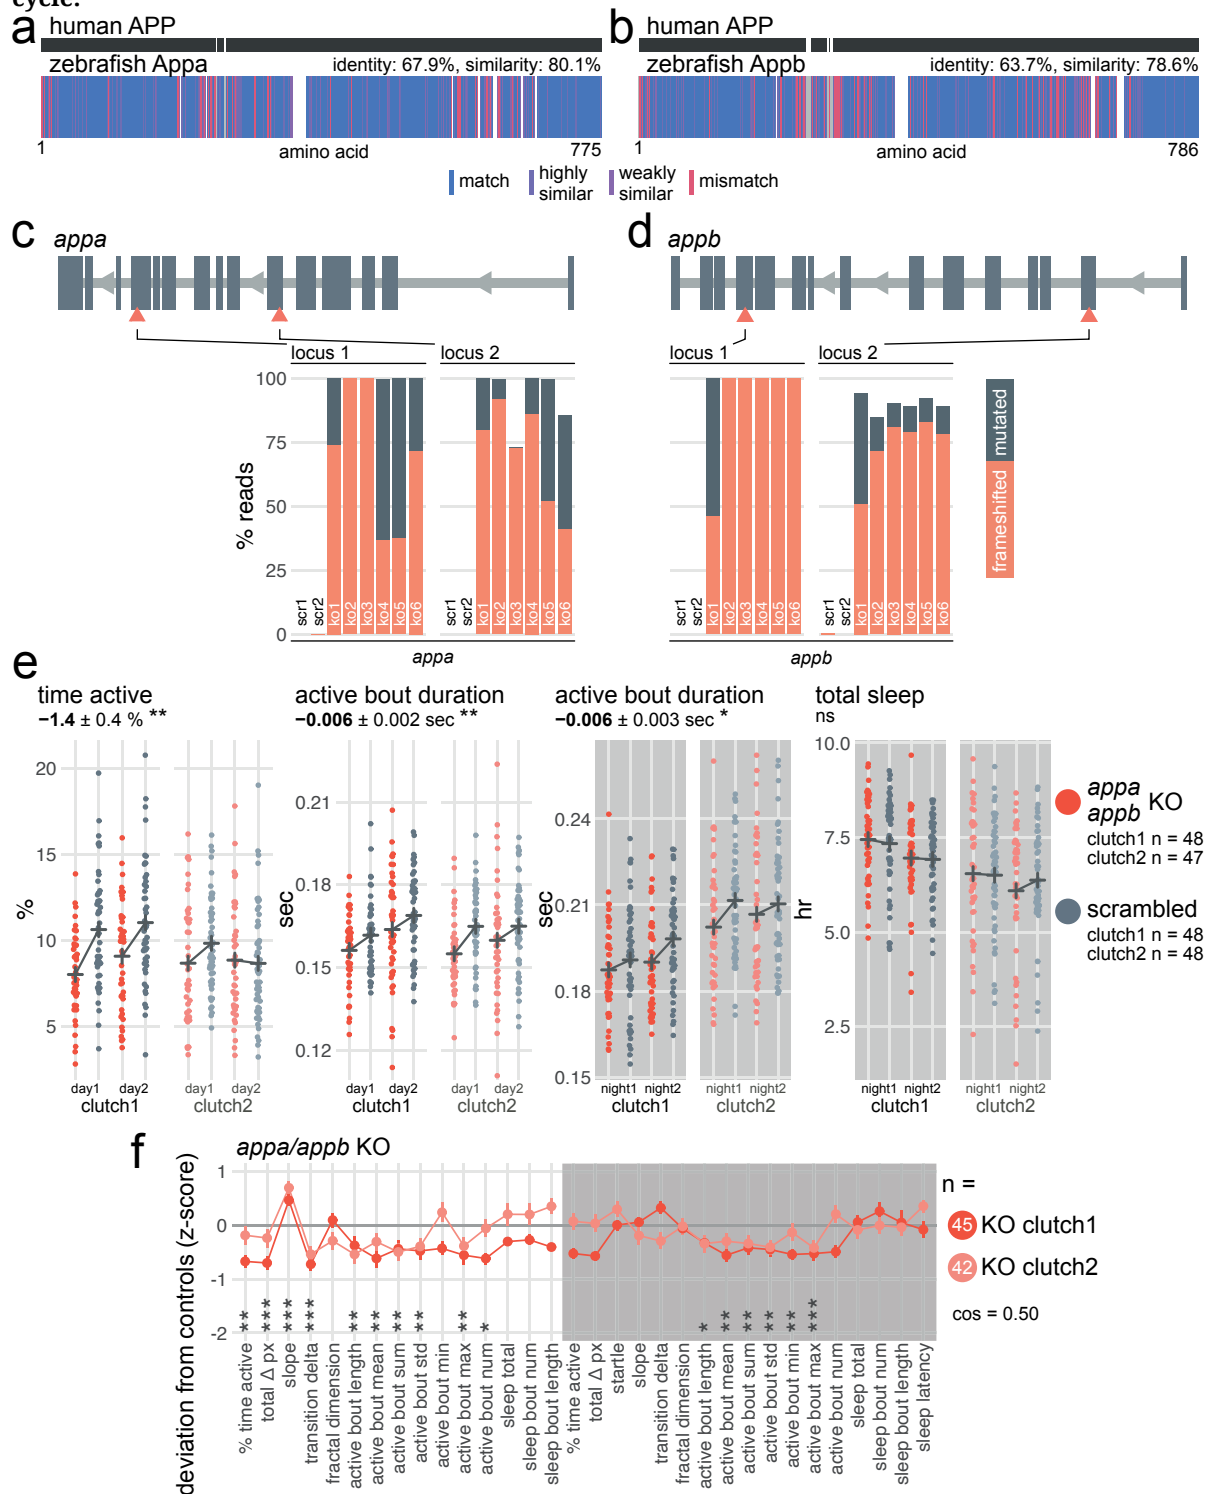 cycle.
a
human APP
zebrafish Appa
identity: 67.9%, similarity: 80.1%
1
amino acid
775
b
human APP
zebrafish Appb
identity: 63.7%, similarity: 78.6%
1
amino acid
786
match
highly similar
weakly similar
mismatch
c
appa
d
appb
locus 1
locus 2
locus 1
locus 2
% reads
100
75
50
25
0
scr1 scr2 ko1 ko2 ko3 ko4 ko5 ko6
scr1 scr2 ko1 ko2 ko3 ko4 ko5 ko6
appa
scr1 scr2 ko1 ko2 ko3 ko4 ko5 ko6
scr1 scr2 ko1 ko2 ko3 ko4 ko5 ko6
appb
mutated
frameshifted
e
time active
−1.4 ± 0.4 % **
%
20
15
10
5
day1 day2
clutch1
day1 day2
clutch2
active bout duration
−0.006 ± 0.002 sec **
sec
0.21
0.18
0.15
0.12
day1 day2
clutch1
day1 day2
clutch2
active bout duration
−0.006 ± 0.003 sec *
sec
0.24
0.21
0.18
0.15
night1 night2
clutch1
night1 night2
clutch2
total sleep
ns
hr
10.0
7.5
5.0
2.5
night1 night2
clutch1
night1 night2
clutch2
appa
appb KO
clutch1 n = 48
clutch2 n = 47
scrambled
clutch1 n = 48
clutch2 n = 48
f
appa/appb KO
deviation from controls (z-score)
1
0
-1
-2
** *** *** *** ** ** ** ** ** *
* ** ** ** ** ***
% time active
total Δ px
slope
transition delta
fractal dimension
active bout length
active bout mean
active bout sum
active bout std
active bout min
active bout max
active bout num
sleep total
sleep bout num
sleep bout length
% time active
total Δ px
startle
slope
transition delta
fractal dimension
active bout length
active bout mean
active bout sum
active bout std
active bout min
active bout max
active bout num
sleep total
sleep bout num
sleep bout length
sleep latency
n =
45 KO clutch1
42 KO clutch2
cos = 0.50